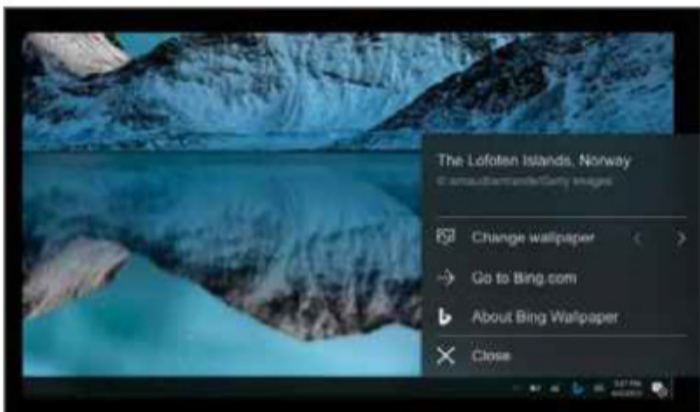 The Lofoten Islands, Norway
Change wallpaper
Go to Bing.com
About Bing Wallpaper
Close